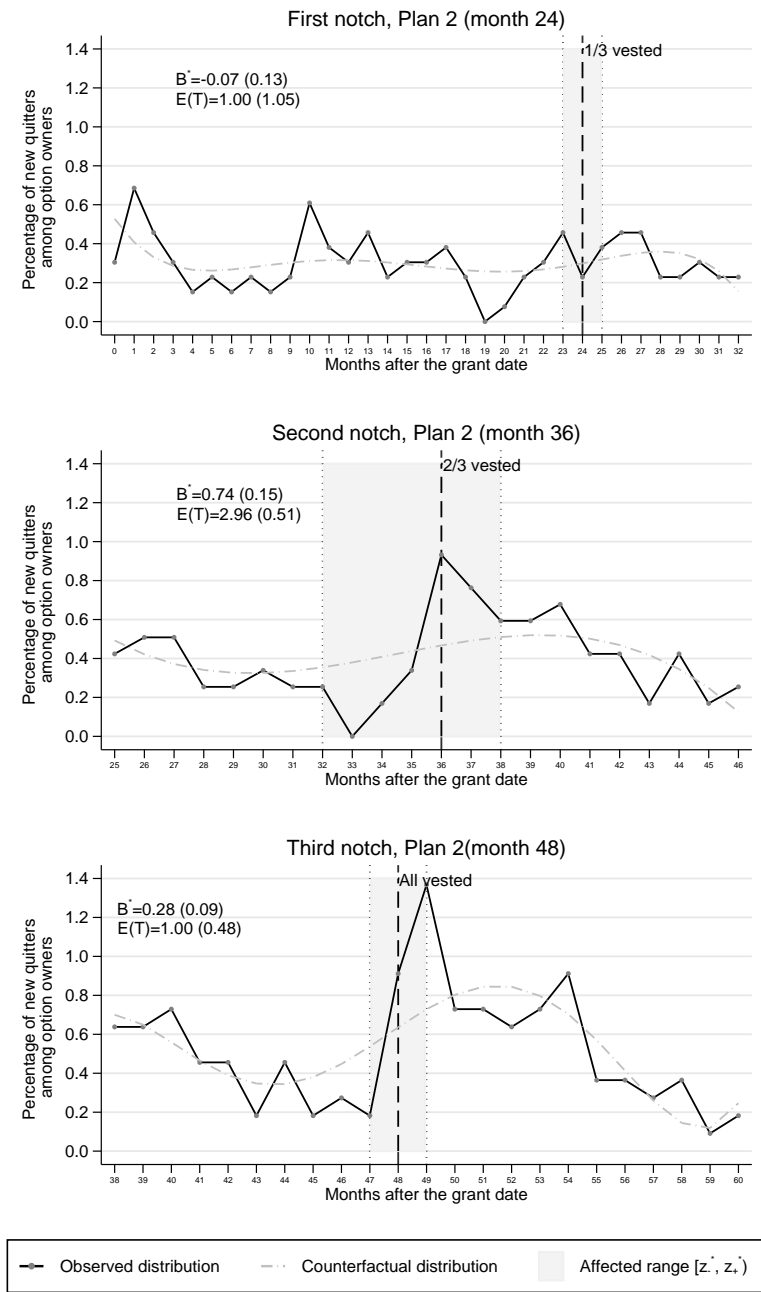 First notch, Plan 2 (month 24)
1/3 vested
B*=-0.07 (0.13)
E(T)=1.00 (1.05)
Percentage of new quitters
among option owners
1.4
1.2
1.0
0.8
0.6
0.4
0.2
0.0
0 1 2 3 4 5 6 7 8 9 10 11 12 13 14 15 16 17 18 19 20 21 22 23 24 25 26 27 28 29 30 31 32
Months after the grant date
Second notch, Plan 2 (month 36)
2/3 vested
B*=0.74 (0.15)
E(T)=2.96 (0.51)
Percentage of new quitters
among option owners
1.4
1.2
1.0
0.8
0.6
0.4
0.2
0.0
25 26 27 28 29 30 31 32 33 34 35 36 37 38 39 40 41 42 43 44 45 46
Months after the grant date
Third notch, Plan 2(month 48)
All vested
B*=0.28 (0.09)
E(T)=1.00 (0.48)
Percentage of new quitters
among option owners
1.4
1.2
1.0
0.8
0.6
0.4
0.2
0.0
38 39 40 41 42 43 44 45 46 47 48 49 50 51 52 53 54 55 56 57 58 59 60
Months after the grant date
Observed distribution Counterfactual distribution Affected range [z₋*, z₊*]